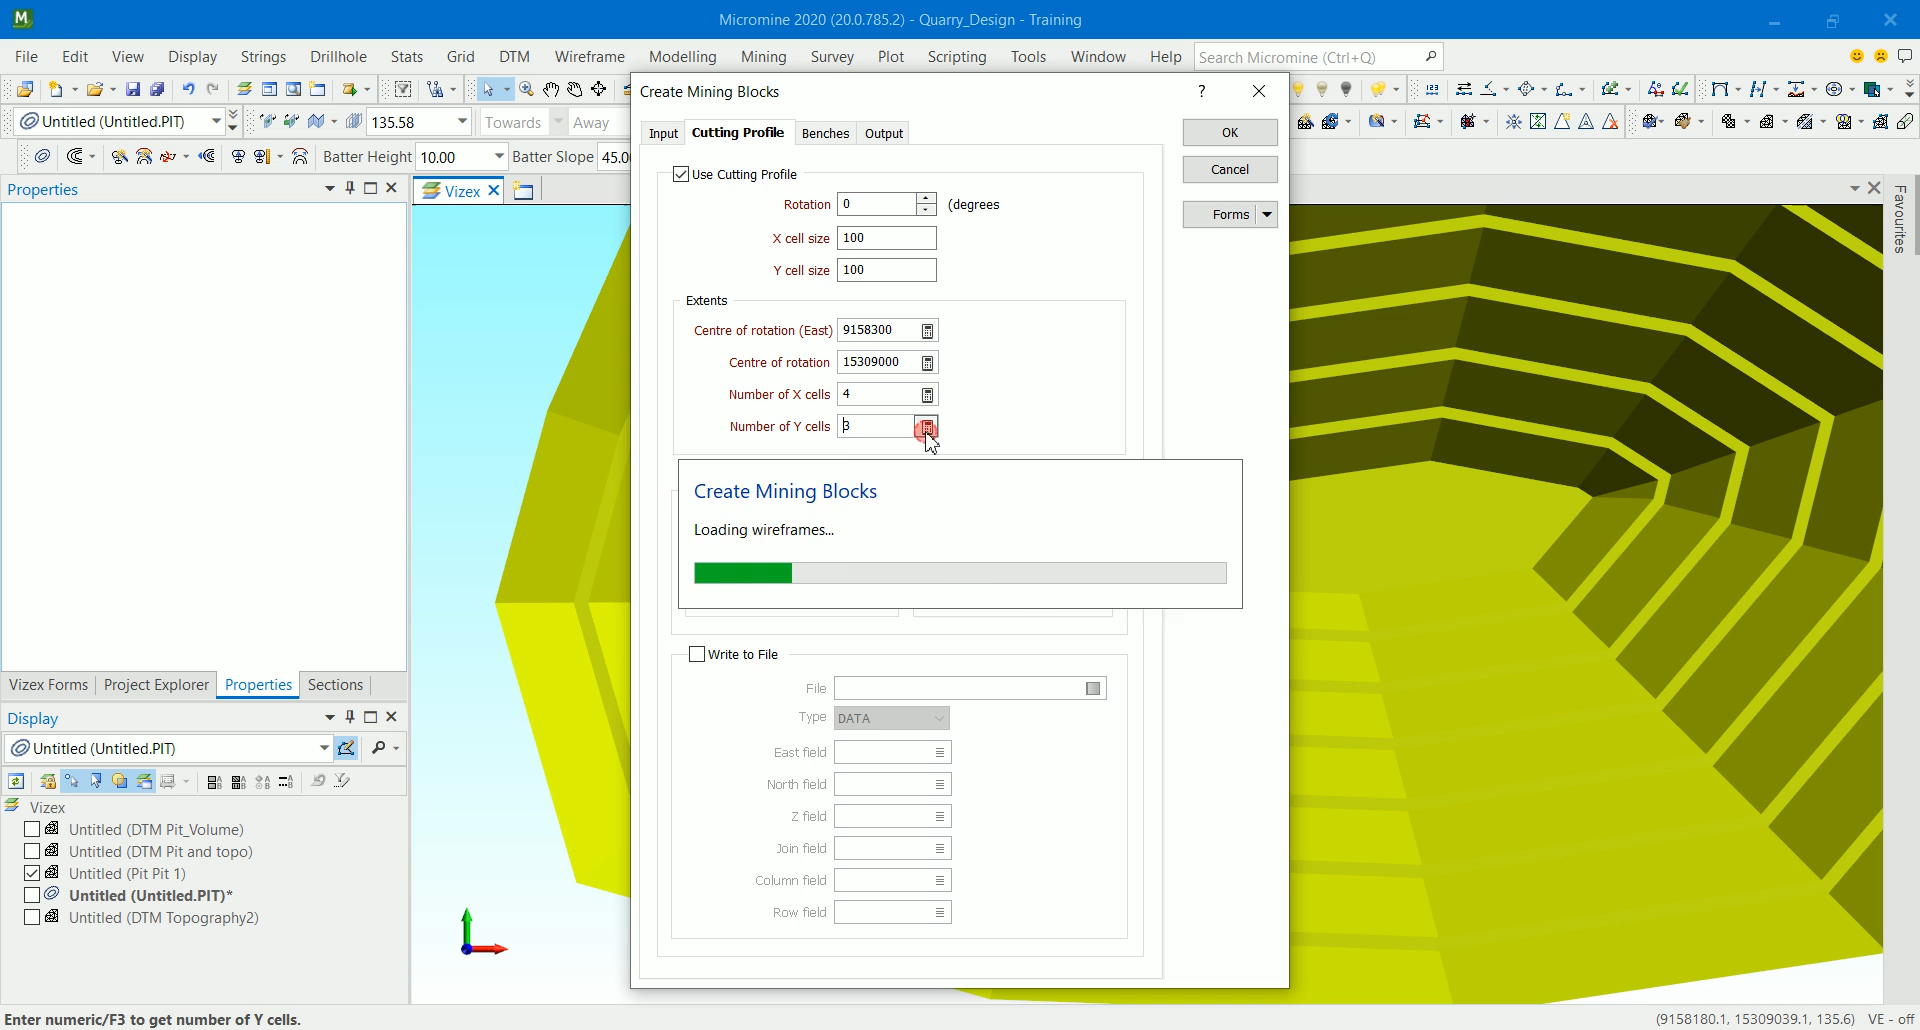 Micromine 2020 (20.0.785.2) - Quarry_Design - Training
File Edit View Display Strings Drillhole Stats Grid DTM Wireframe Modelling Mining Survey Plot Scripting Tools Window Help Search Micromine (Ctrl+Q)
Untitled (Untitled.PIT) 135.58 Towards Away
Batter Height 10.00 Batter Slope 45.0
Create Mining Blocks ?
Input Cutting Profile Benches Output
OK
Cancel
Forms
Use Cutting Profile
Rotation 0 (degrees
X cell size 100
Y cell size 100
Extents
Centre of rotation (East) 9158300
Centre of rotation 15309000
Number of X cells 4
Number of Y cells 3
Create Mining Blocks
Loading wireframes...
Write to File
File
Type DATA
East field
North field
Z field
Join field
Column field
Row field
Properties
Vizex
Favourites
Vizex Forms Project Explorer Properties Sections
Display
Untitled (Untitled.PIT)
Vizex
Untitled (DTM Pit_Volume)
Untitled (DTM Pit and topo)
Untitled (Pit Pit 1)
Untitled (Untitled.PIT)*
Untitled (DTM Topography2)
Enter numeric/F3 to get number of Y cells.
(9158180.1, 15309039.1, 135.6) VE - off